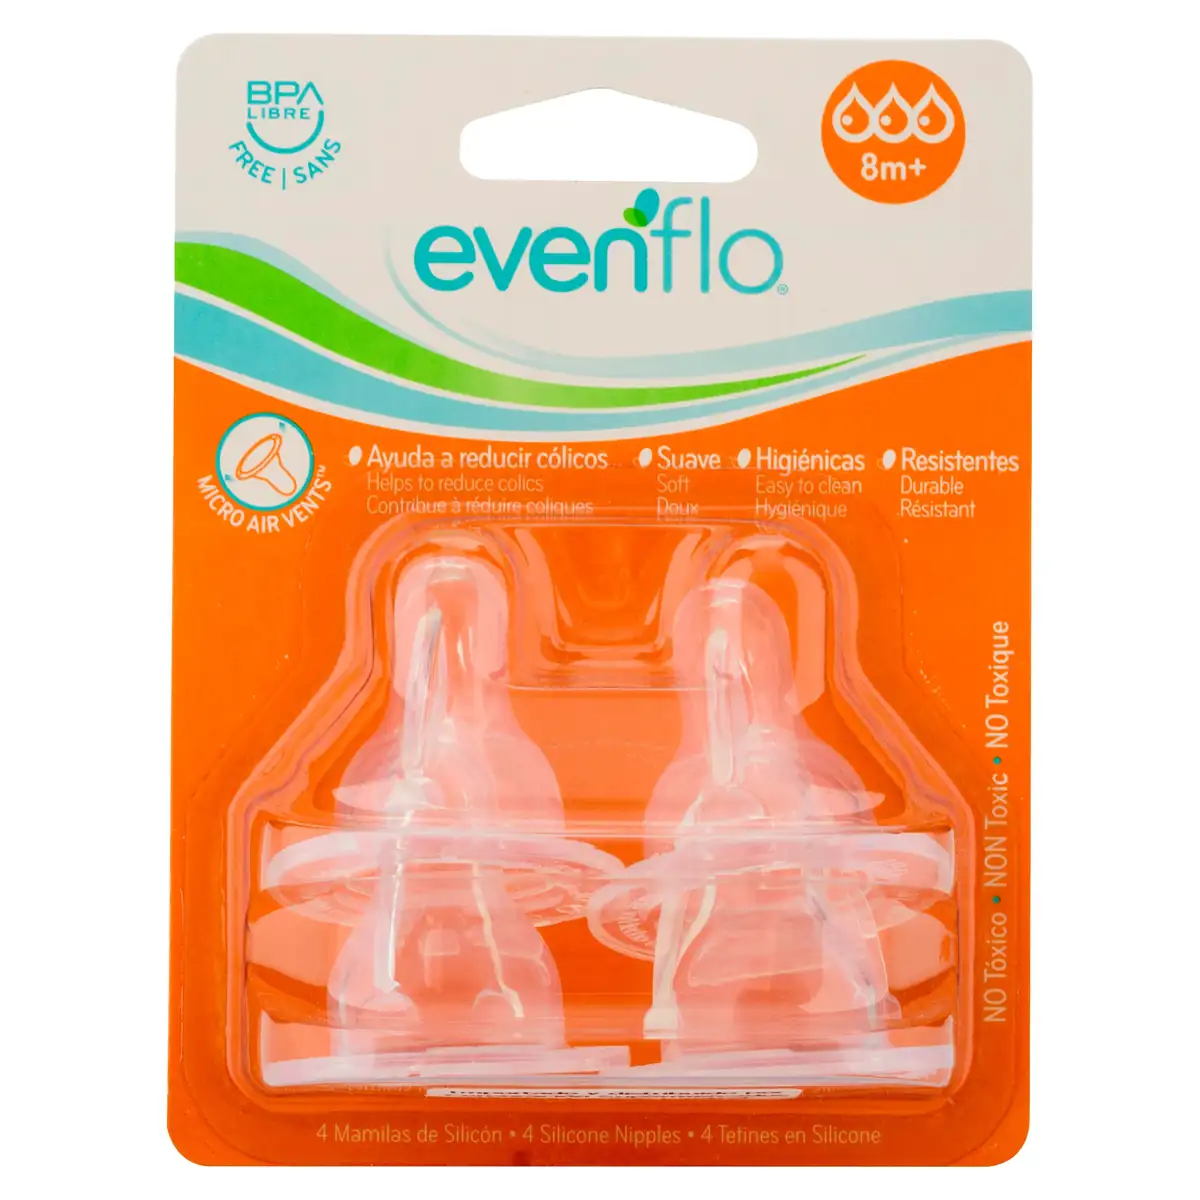 BPA
LIBRE
FREE | SANS
8m+
evenflo®
MICRO AIR VENTS™
• Ayuda a reducir cólicos
Helps to reduce colics
Contribue à réduire coliques
• Suave
Soft
Doux
• Higiénicas
Easy to clean
Hygiénique
• Resistentes
Durable
Résistant
NO Tóxico • NON Toxic • NO Toxique
4 Mamilas de Silicón • 4 Silicone Nipples • 4 Tetines en Silicone